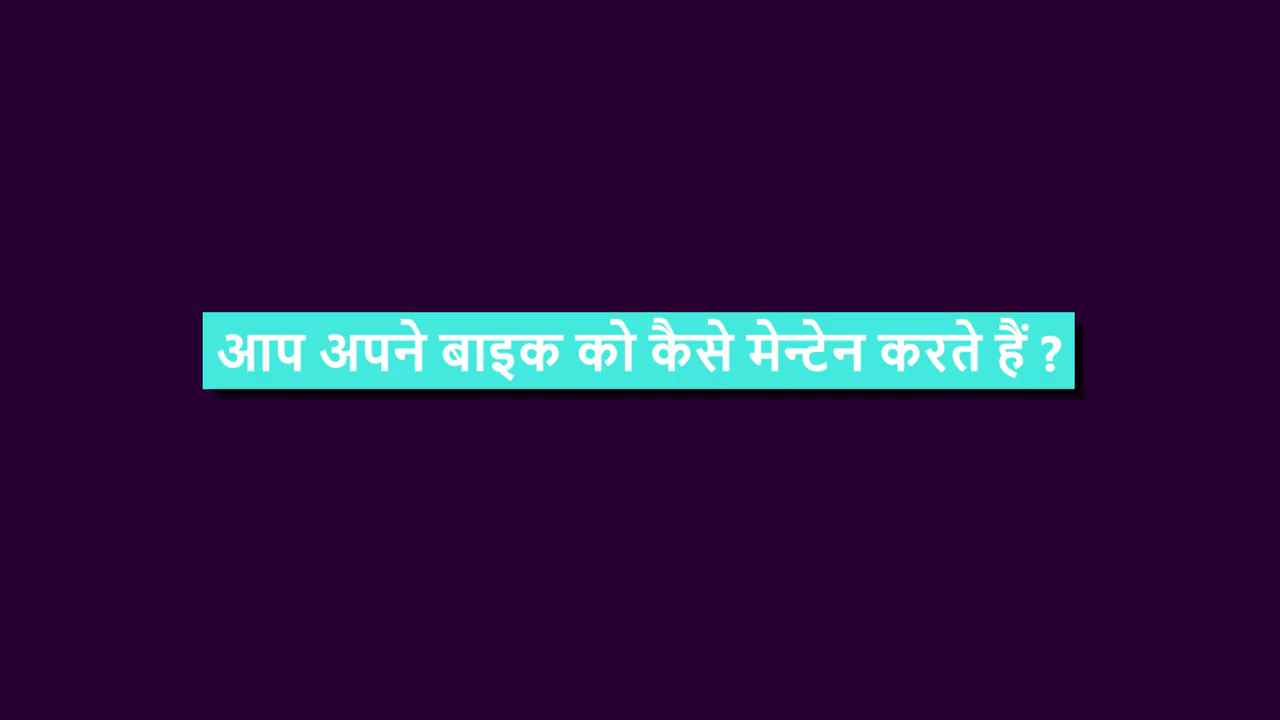 आप अपने बाइक को कैसे मेन्टेन करते हैं ?